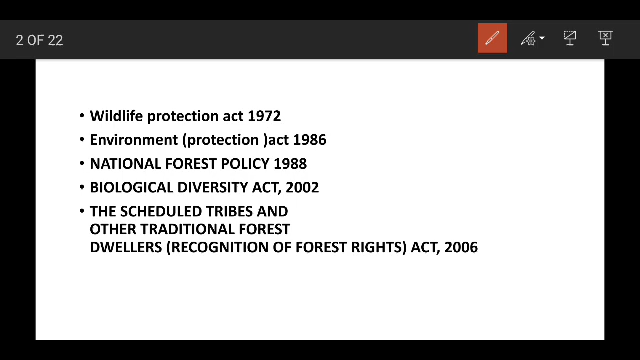 2 OF 22
• Wildlife protection act 1972
• Environment (protection )act 1986
• NATIONAL FOREST POLICY 1988
• BIOLOGICAL DIVERSITY ACT, 2002
• THE SCHEDULED TRIBES AND
OTHER TRADITIONAL FOREST
DWELLERS (RECOGNITION OF FOREST RIGHTS) ACT, 2006